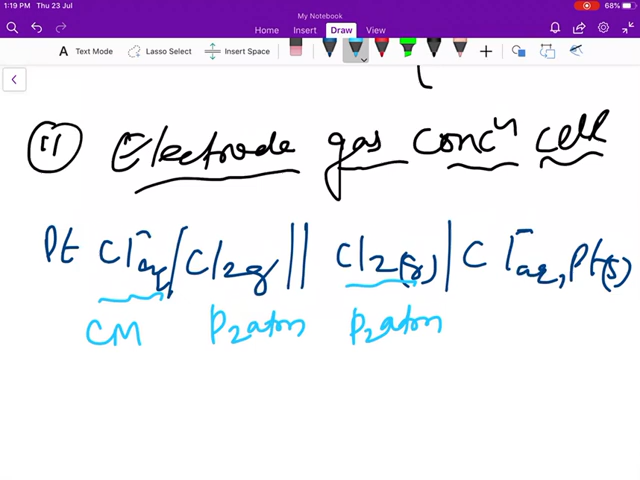 1:19 PM Thu 23 Jul
68%
My Notebook
Home Insert Draw View
Text Mode Lasso Select Insert Space
(ii) Electrode gas concⁿ cell
Pt Cl⁻aq / Cl2g || Cl2(g) | Cl⁻aq, Pt(s)
CM P2atm P2atm